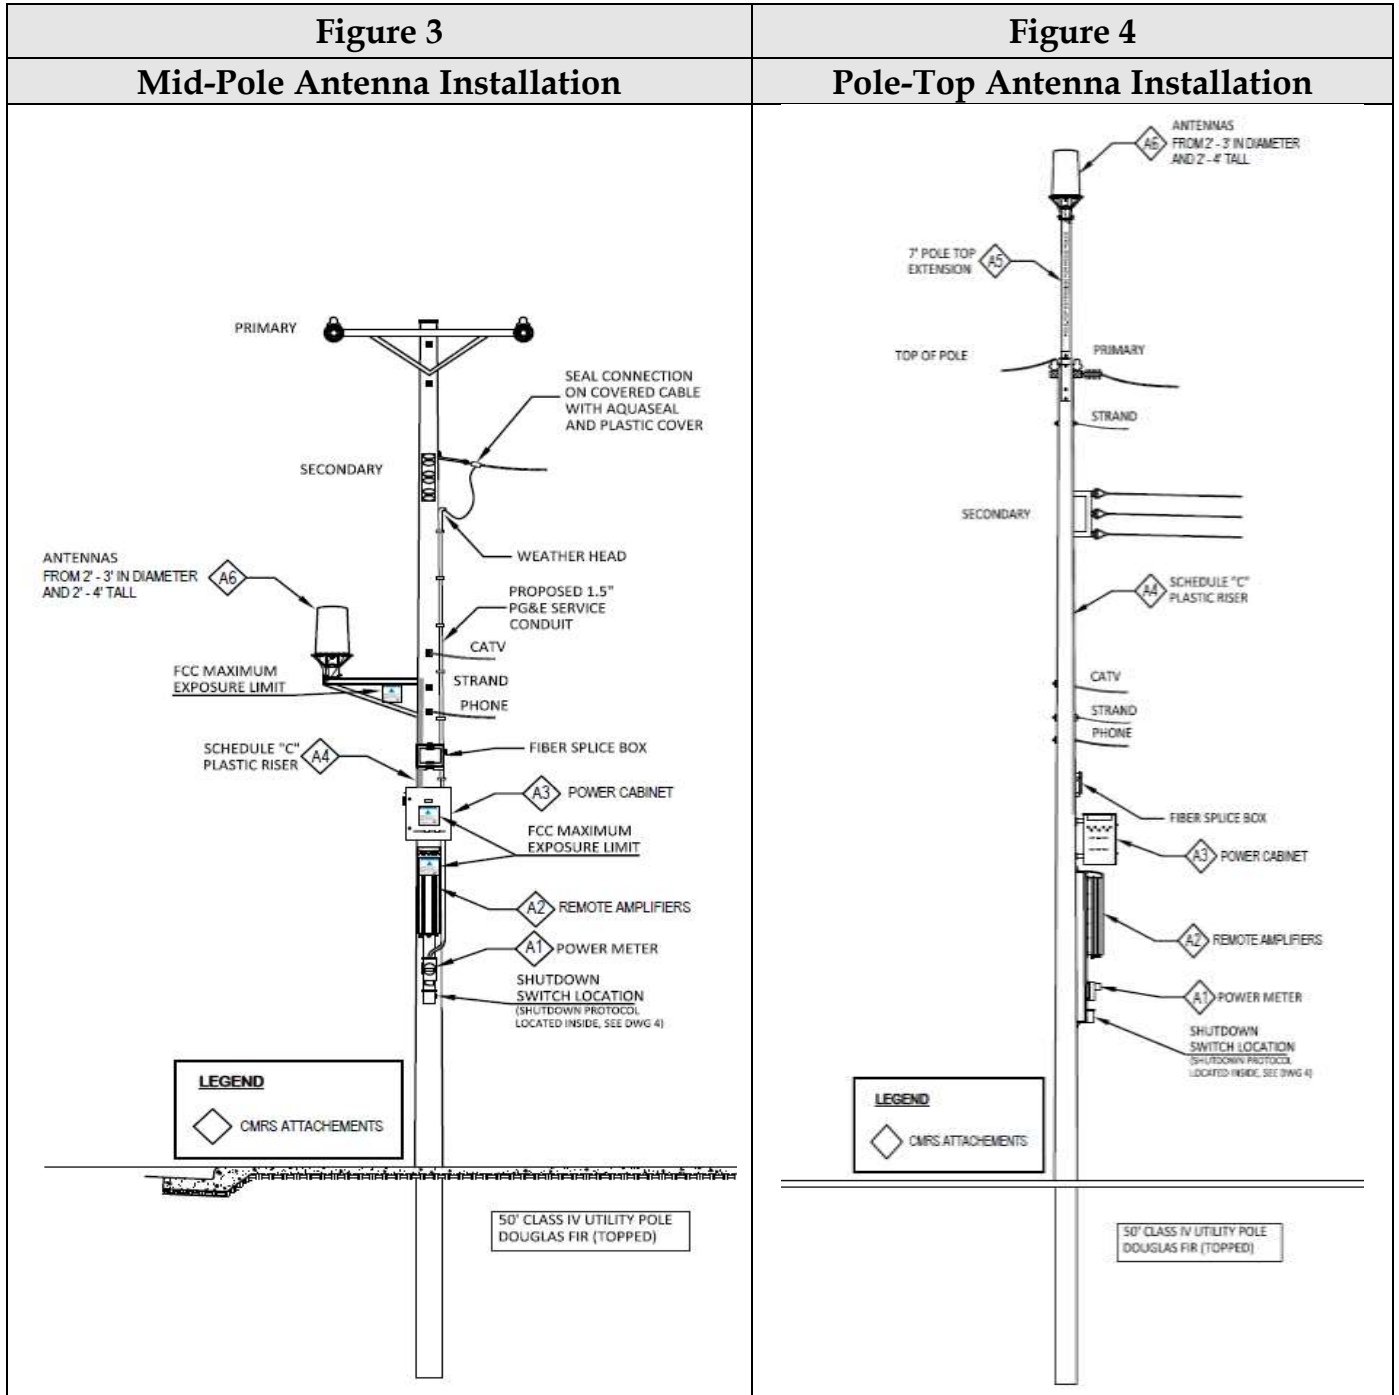 Figure 3
Mid-Pole Antenna Installation
PRIMARY
SEAL CONNECTION
ON COVERED CABLE
WITH AQUASEAL
AND PLASTIC COVER
SECONDARY
WEATHER HEAD
ANTENNAS
FROM 2' - 3' IN DIAMETER
AND 2' - 4' TALL
A6
PROPOSED 1.5"
PG&E SERVICE
CONDUIT
CATV
FCC MAXIMUM
EXPOSURE LIMIT
STRAND
PHONE
SCHEDULE "C"
PLASTIC RISER
A4
FIBER SPLICE BOX
A3 POWER CABINET
FCC MAXIMUM
EXPOSURE LIMIT
A2 REMOTE AMPLIFIERS
A1 POWER METER
SHUTDOWN
SWITCH LOCATION
(SHUTDOWN PROTOCOL
LOCATED INSIDE, SEE DWG 4)
LEGEND
CMRS ATTACHEMENTS
50' CLASS IV UTILITY POLE
DOUGLAS FIR (TOPPED)
Figure 4
Pole-Top Antenna Installation
A6
ANTENNAS
FROM 2' - 3' IN DIAMETER
AND 2' - 4' TALL
7' POLE TOP
EXTENSION
A5
TOP OF POLE
PRIMARY
STRAND
SECONDARY
A4
SCHEDULE "C"
PLASTIC RISER
CATV
STRAND
PHONE
FIBER SPLICE BOX
A3 POWER CABINET
A2 REMOTE AMPLIFIERS
A1 POWER METER
SHUTDOWN
SWITCH LOCATION
(SHUTDOWN PROTOCOL
LOCATED INSIDE, SEE DWG 4)
LEGEND
CMRS ATTACHEMENTS
50' CLASS IV UTILITY POLE
DOUGLAS FIR (TOPPED)